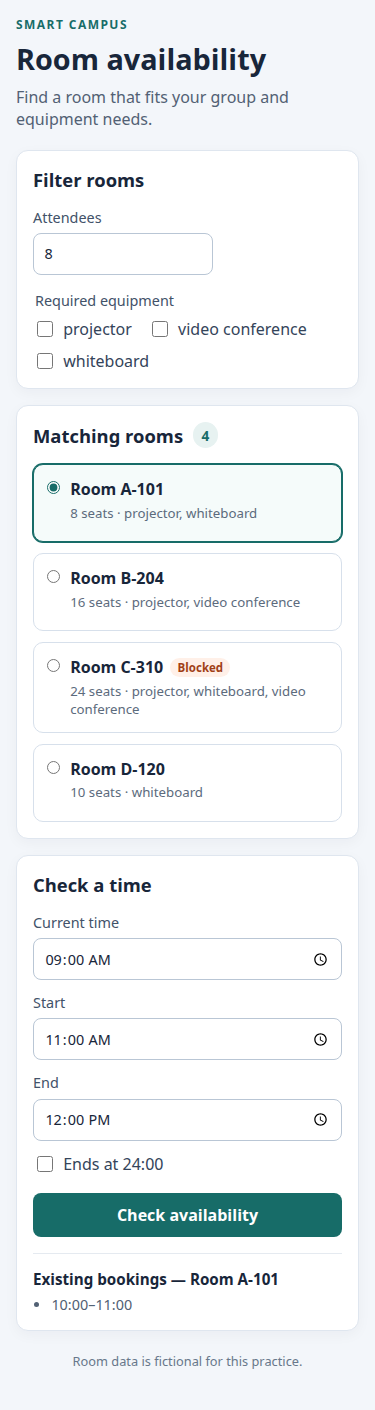 SMART CAMPUS
Room availability
Find a room that fits your group and
equipment needs.
Filter rooms
Attendees
8
Required equipment
projector
video conference
whiteboard
Matching rooms 4
Room A-101
8 seats · projector, whiteboard
Room B-204
16 seats · projector, video conference
Room C-310 Blocked
24 seats · projector, whiteboard, video
conference
Room D-120
10 seats · whiteboard
Check a time
Current time
09:00 AM
Start
11:00 AM
End
12:00 PM
Ends at 24:00
Check availability
Existing bookings — Room A-101
10:00–11:00
Room data is fictional for this practice.